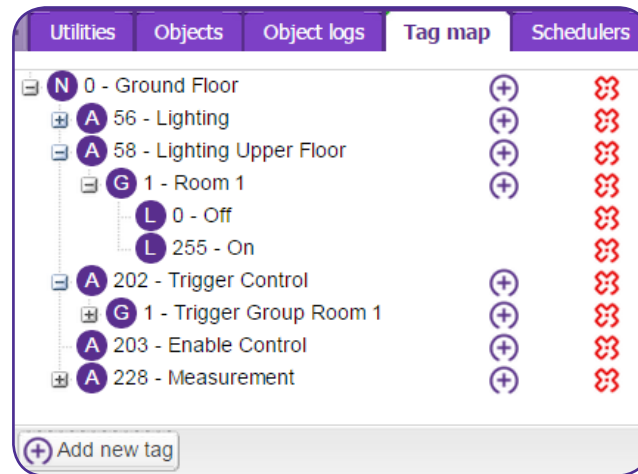 Utilities Objects Object logs Tag map Schedulers
N 0 - Ground Floor
A 56 - Lighting
A 58 - Lighting Upper Floor
G 1 - Room 1
L 0 - Off
L 255 - On
A 202 - Trigger Control
G 1 - Trigger Group Room 1
A 203 - Enable Control
A 228 - Measurement
Add new tag